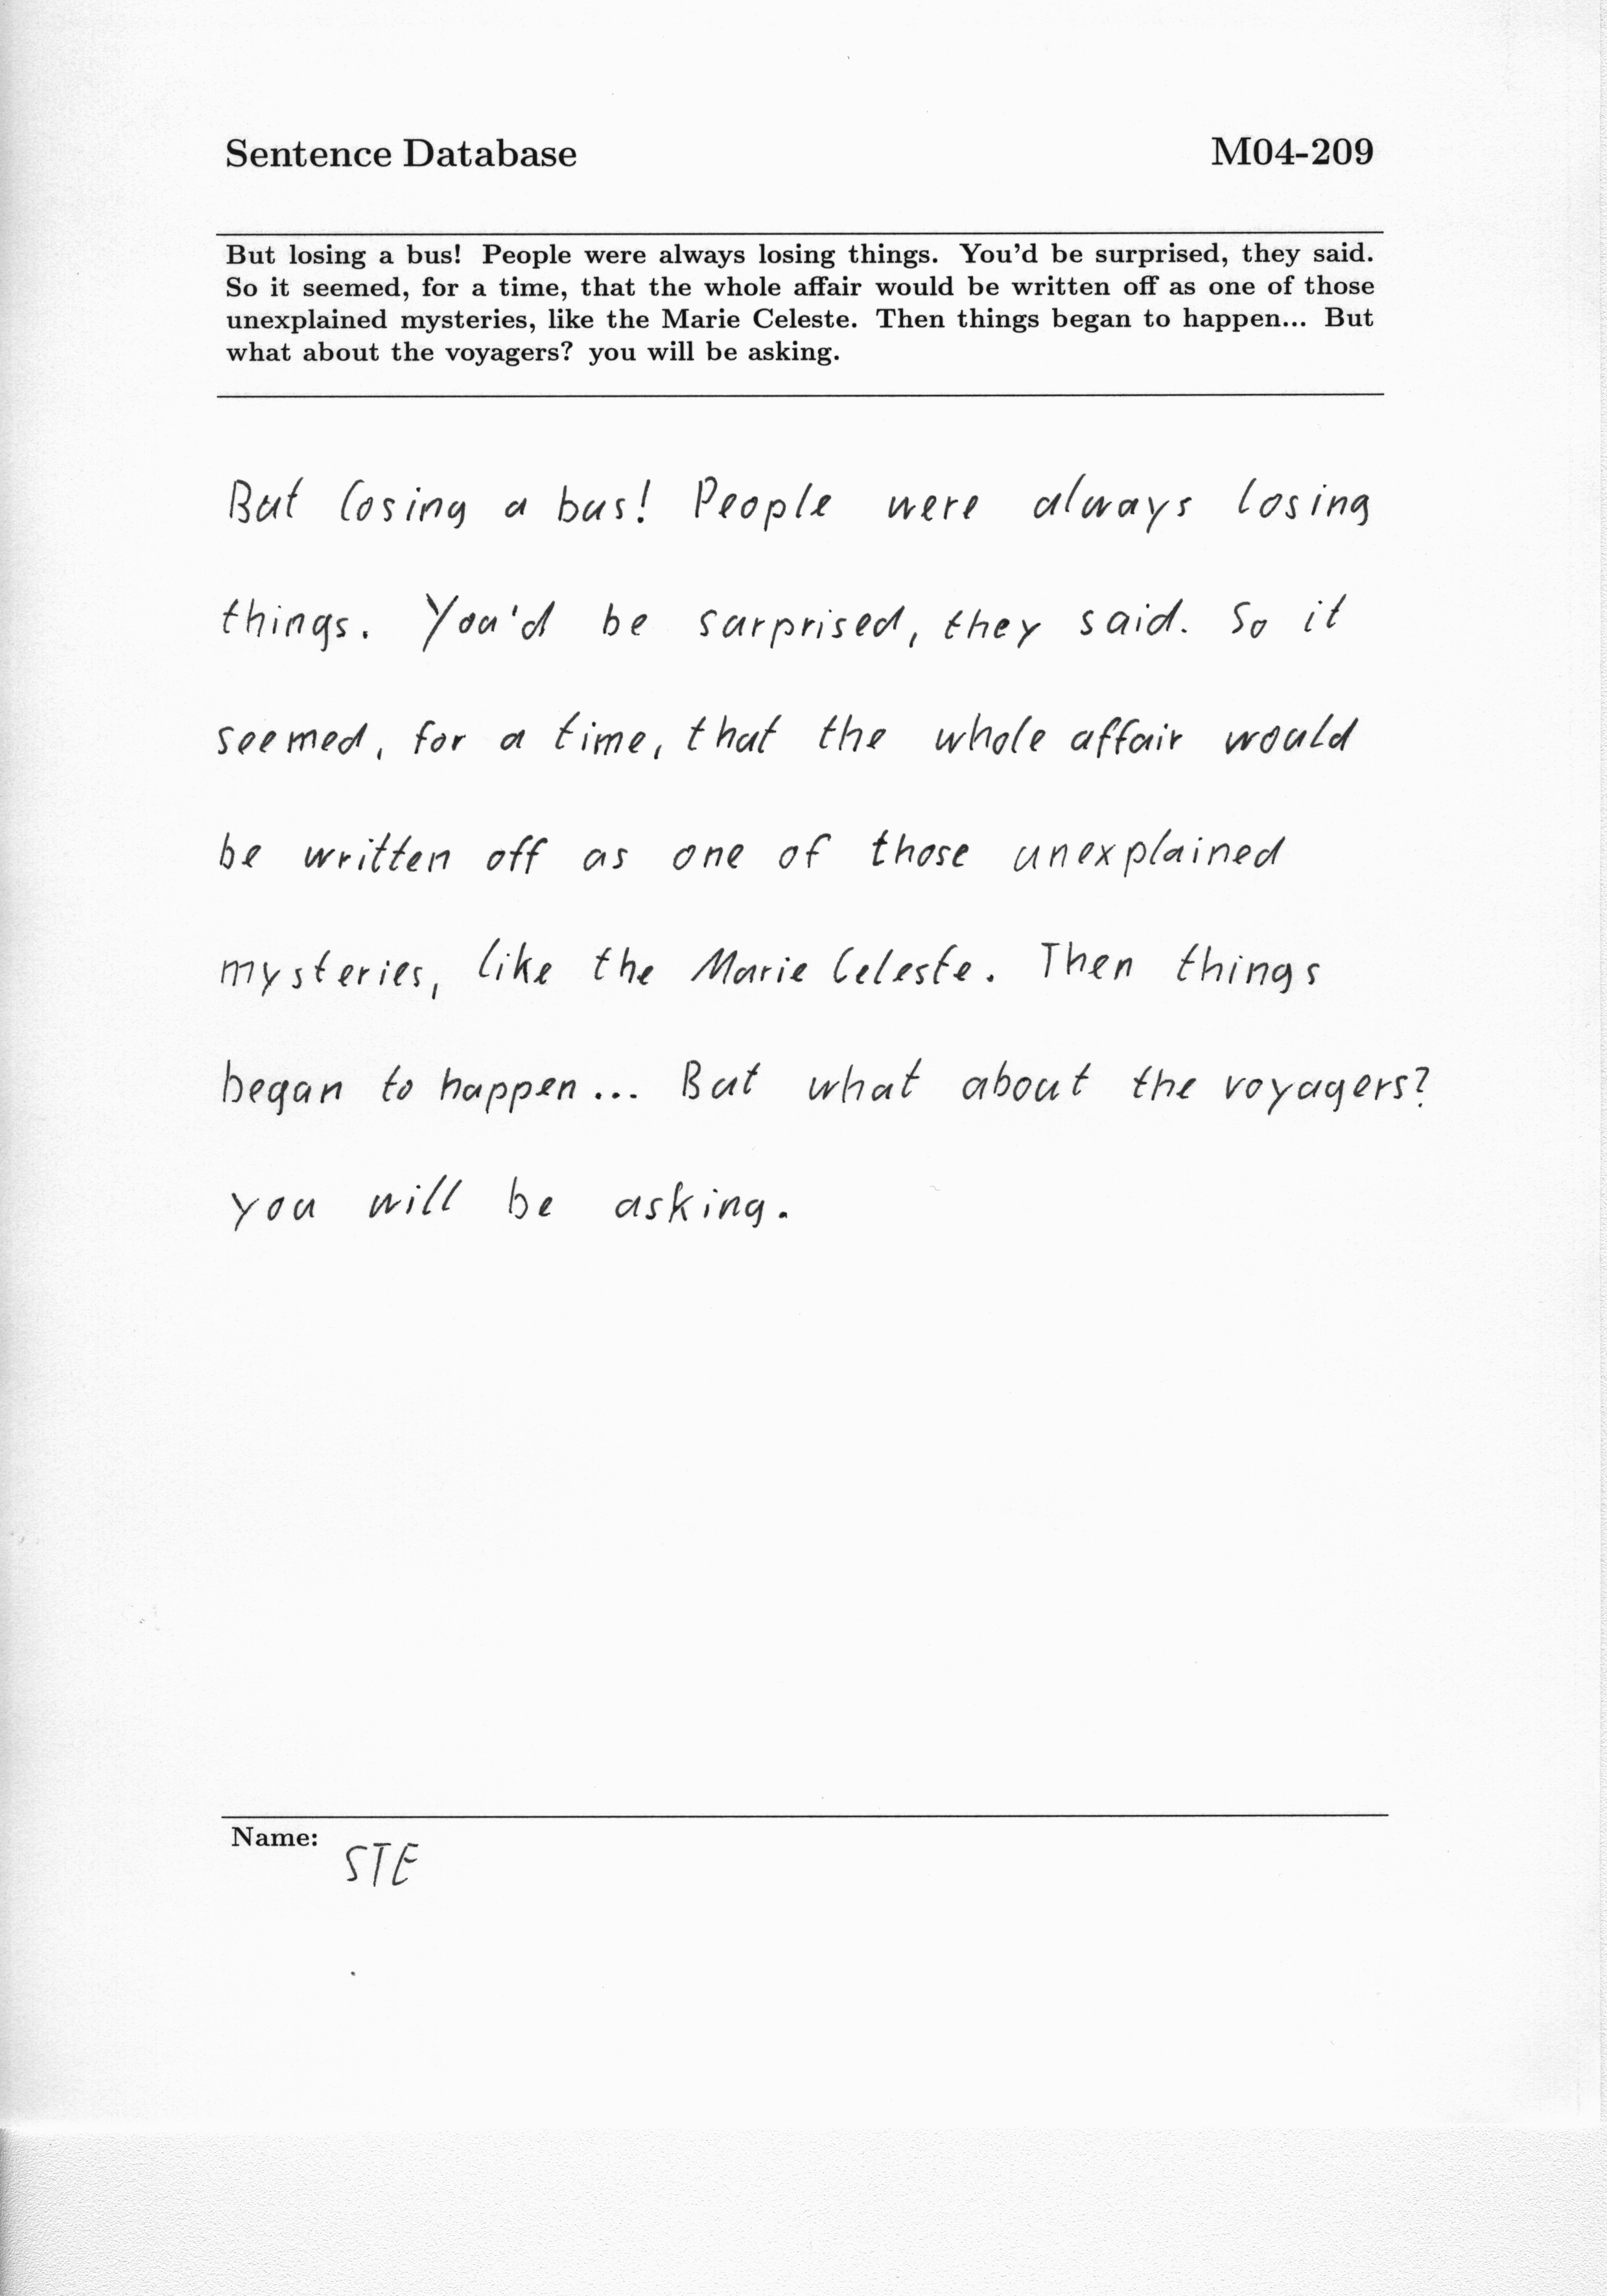 Sentence Database M04-209
But losing a bus! People were always losing things. You'd be surprised, they said.
So it seemed, for a time, that the whole affair would be written off as one of those
unexplained mysteries, like the Marie Celeste. Then things began to happen... But
what about the voyagers? you will be asking.
But losing a bus! People were always losing
things. You'd be surprised, they said. So it
seemed, for a time, that the whole affair would
be written off as one of those unexplained
mysteries, like the Marie Celeste. Then things
began to happen... But what about the voyagers?
you will be asking.
Name:
STE